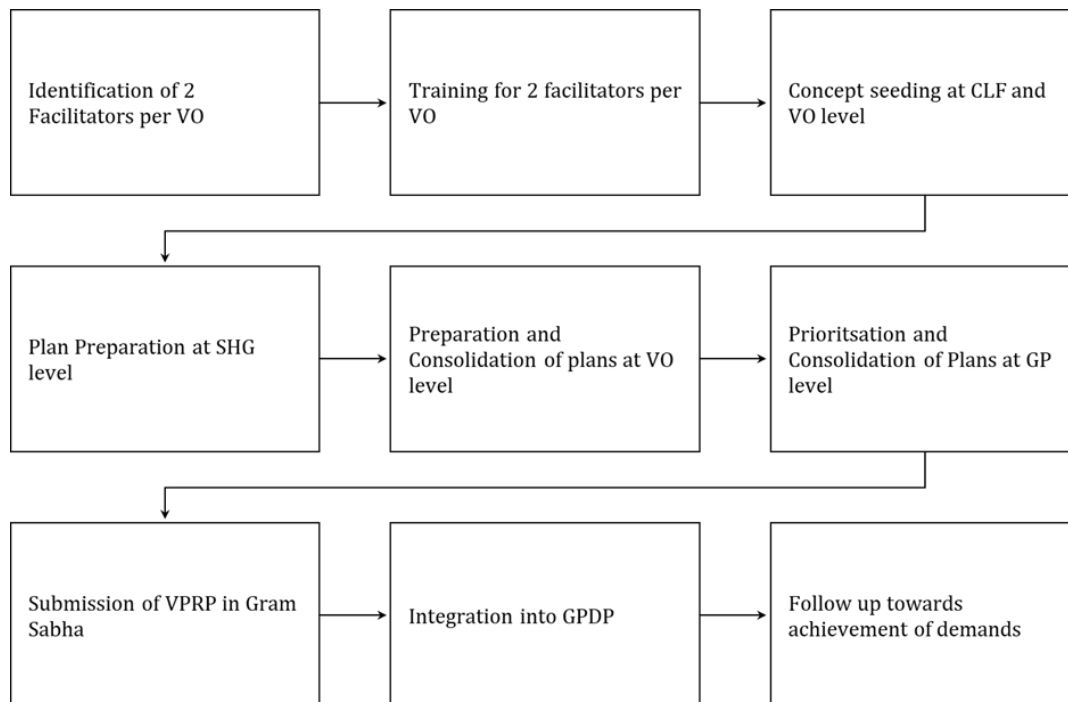 Identification of 2
Facilitators per VO
Training for 2 facilitators per
VO
Concept seeding at CLF and
VO level
Plan Preparation at SHG
level
Preparation and
Consolidation of plans at VO
level
Prioritsation and
Consolidation of Plans at GP
level
Submission of VPRP in Gram
Sabha
Integration into GPDP
Follow up towards
achievement of demands